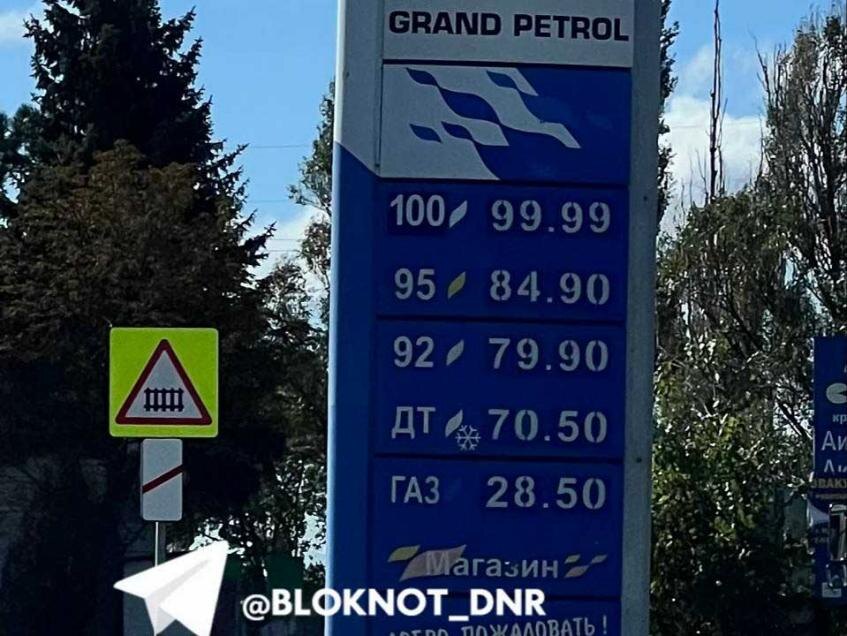 GRAND PETROL
100 99.99
95 84.90
92 79.90
ДТ 70.50
ГАЗ 28.50
Магазин
ПОЖАЛОВАТЬ!
@BLOKNOT_DNR